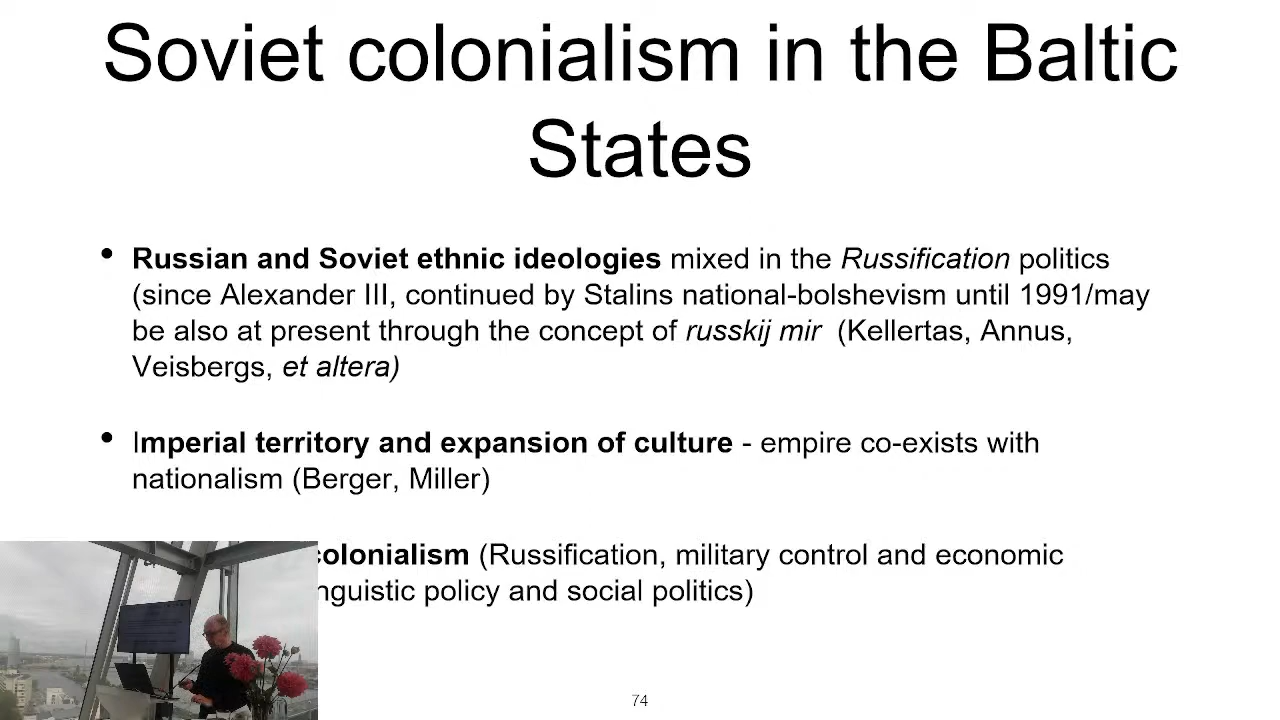 Soviet colonialism in the Baltic
States
• Russian and Soviet ethnic ideologies mixed in the Russification politics
(since Alexander III, continued by Stalins national-bolshevism until 1991/may
be also at present through the concept of russkij mir (Kellertas, Annus,
Veisbergs, et altera)
• Imperial territory and expansion of culture - empire co-exists with
nationalism (Berger, Miller)
colonialism (Russification, military control and economic
policy and social politics)
74